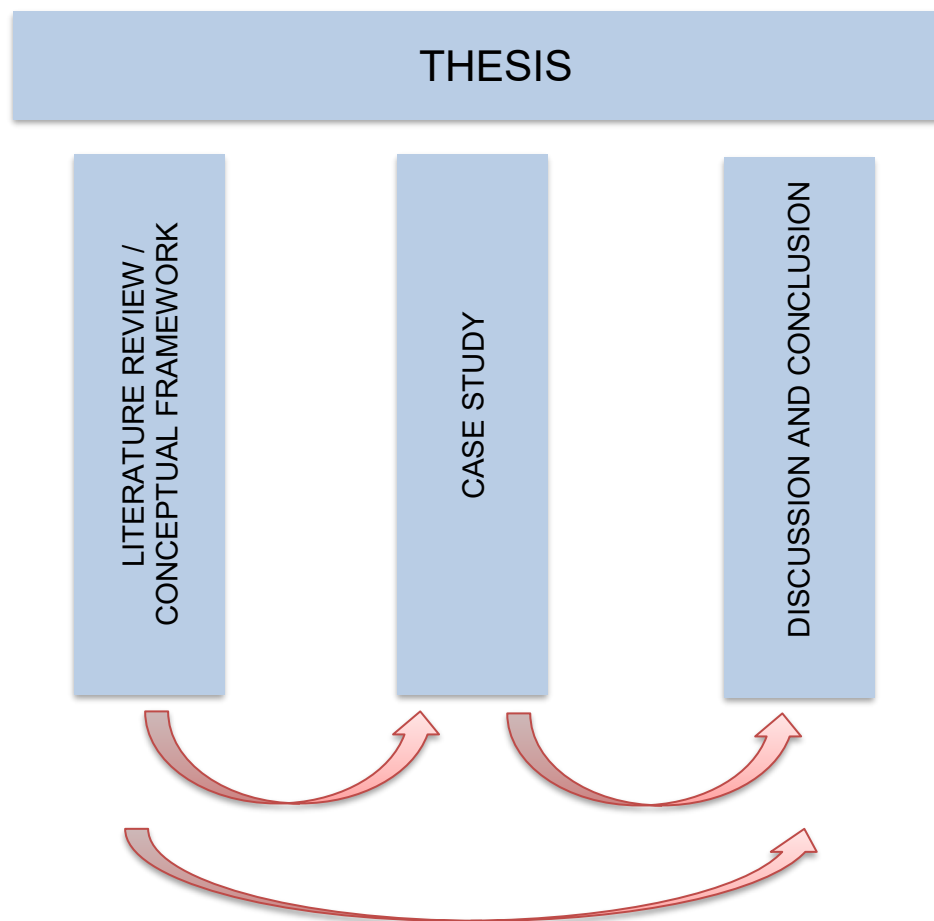 THESIS
LITERATURE REVIEW /
CONCEPTUAL FRAMEWORK
CASE STUDY
DISCUSSION AND CONCLUSION